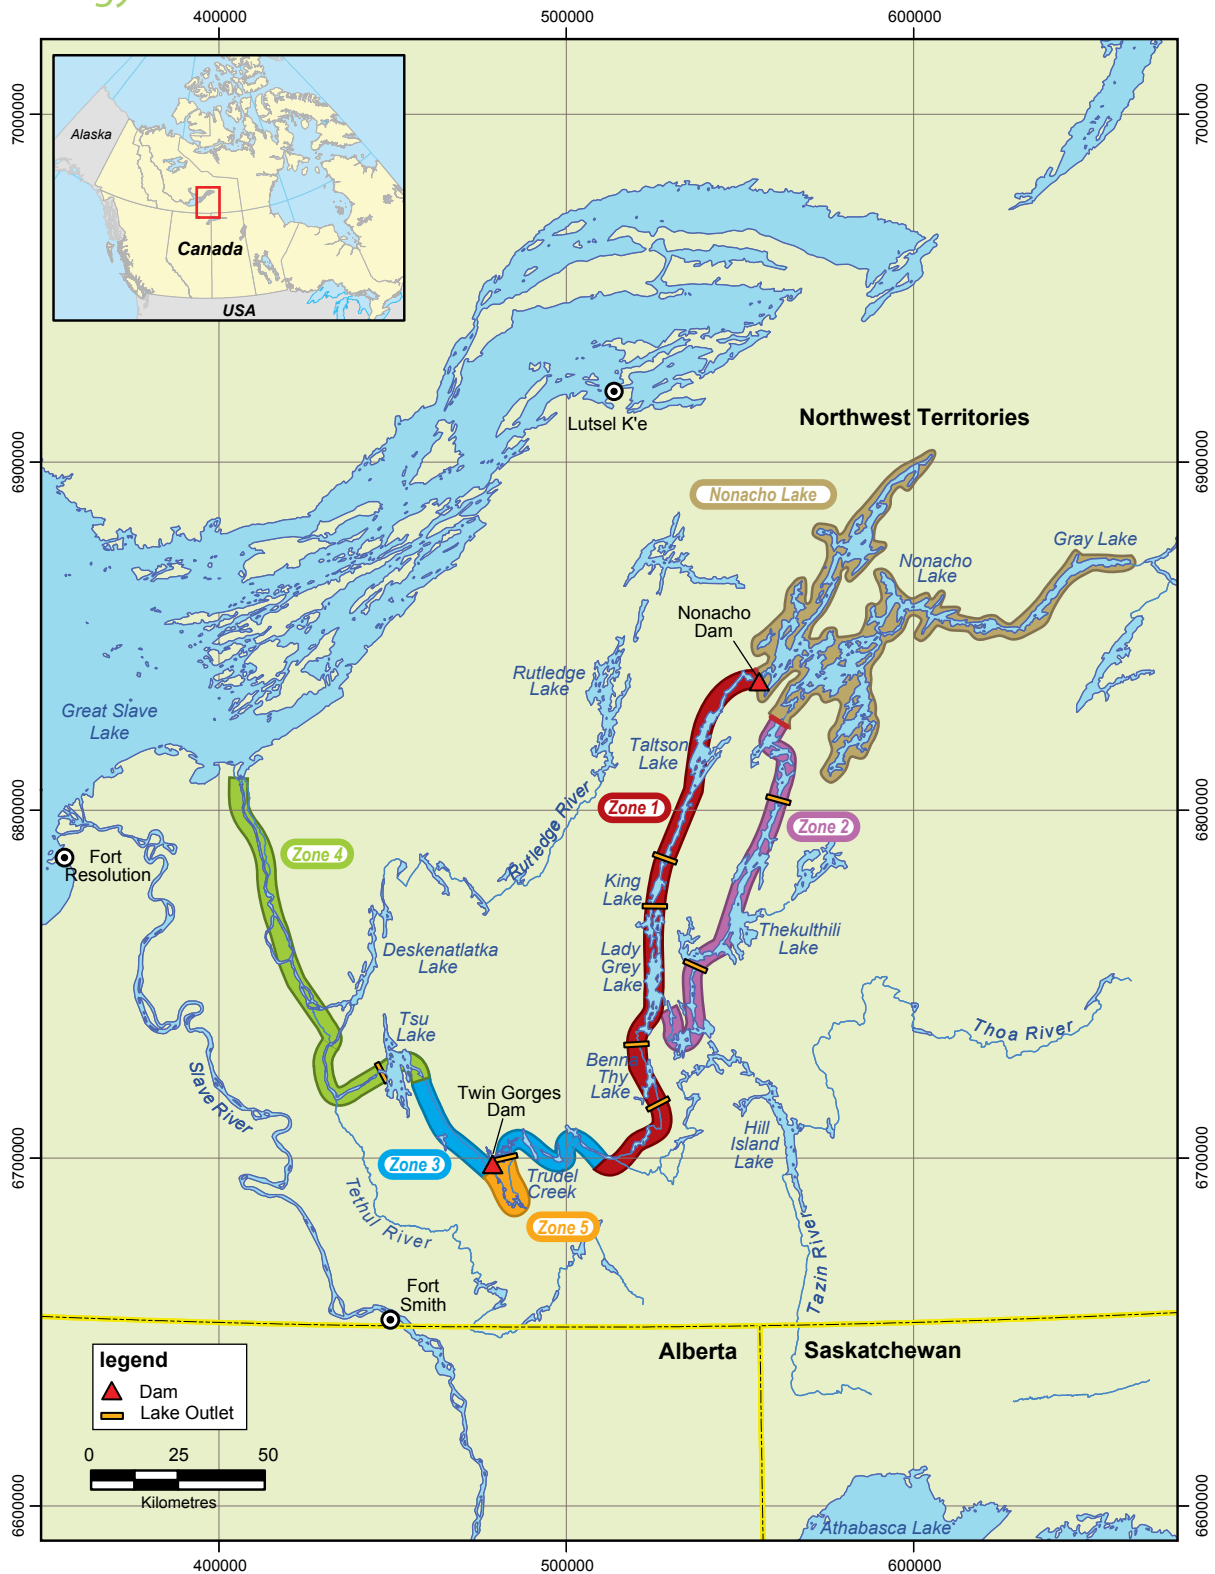 400000
500000
600000
7000000
7000000
Alaska
Canada
USA
Lutsel K'e
Northwest Territories
6900000
6900000
Nonacho Lake
Gray Lake
Nonacho
Lake
Nonacho
Dam
Rutledge
Lake
Great Slave
Lake
Taltson
Lake
Zone 1
6800000
6800000
Zone 2
Rutledge River
Zone 4
Fort
Resolution
King
Lake
Thekulthili
Lake
Deskenatlatka
Lake
Lady
Grey
Lake
Tsu
Lake
Thoa River
Benna
Thy
Lake
Slave River
Twin Gorges
Dam
Hill
Island
Lake
6700000
6700000
Zone 3
Trudel
Creek
Tethul River
Zone 5
Tazin River
Fort
Smith
Alberta
Saskatchewan
legend
Dam
Lake Outlet
0 25 50
Kilometres
6600000
6600000
Athabasca Lake
400000
500000
600000